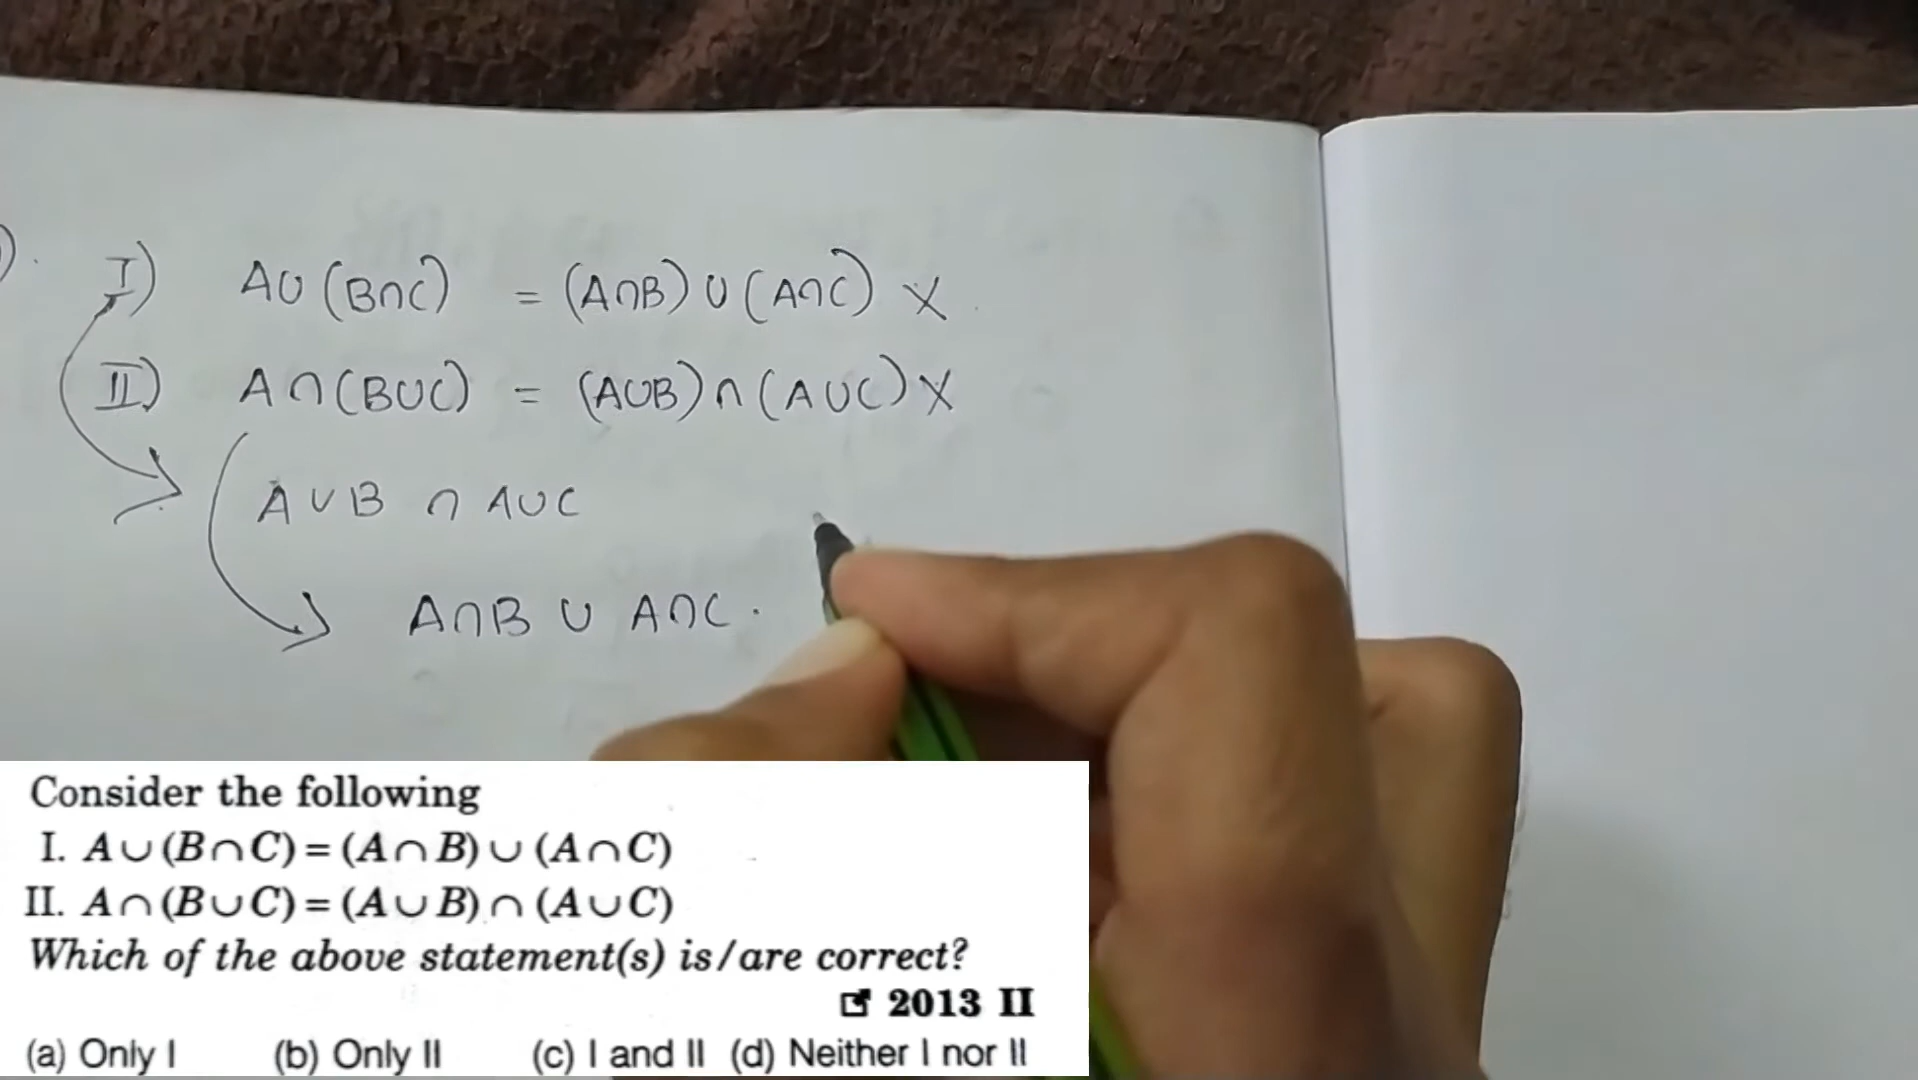 ). I) A∪(B∩C) = (A∩B)∪(A∩C) X
II) A∩(B∪C) = (A∪B)∩(A∪C) X
A∪B ∩ A∪C
A∩B ∪ A∩C.
Consider the following
I. A∪(B∩C)=(A∩B)∪(A∩C)
II. A∩(B∪C)=(A∪B)∩(A∪C)
Which of the above statement(s) is/are correct?
2013 II
(a) Only I (b) Only II (c) I and II (d) Neither I nor II